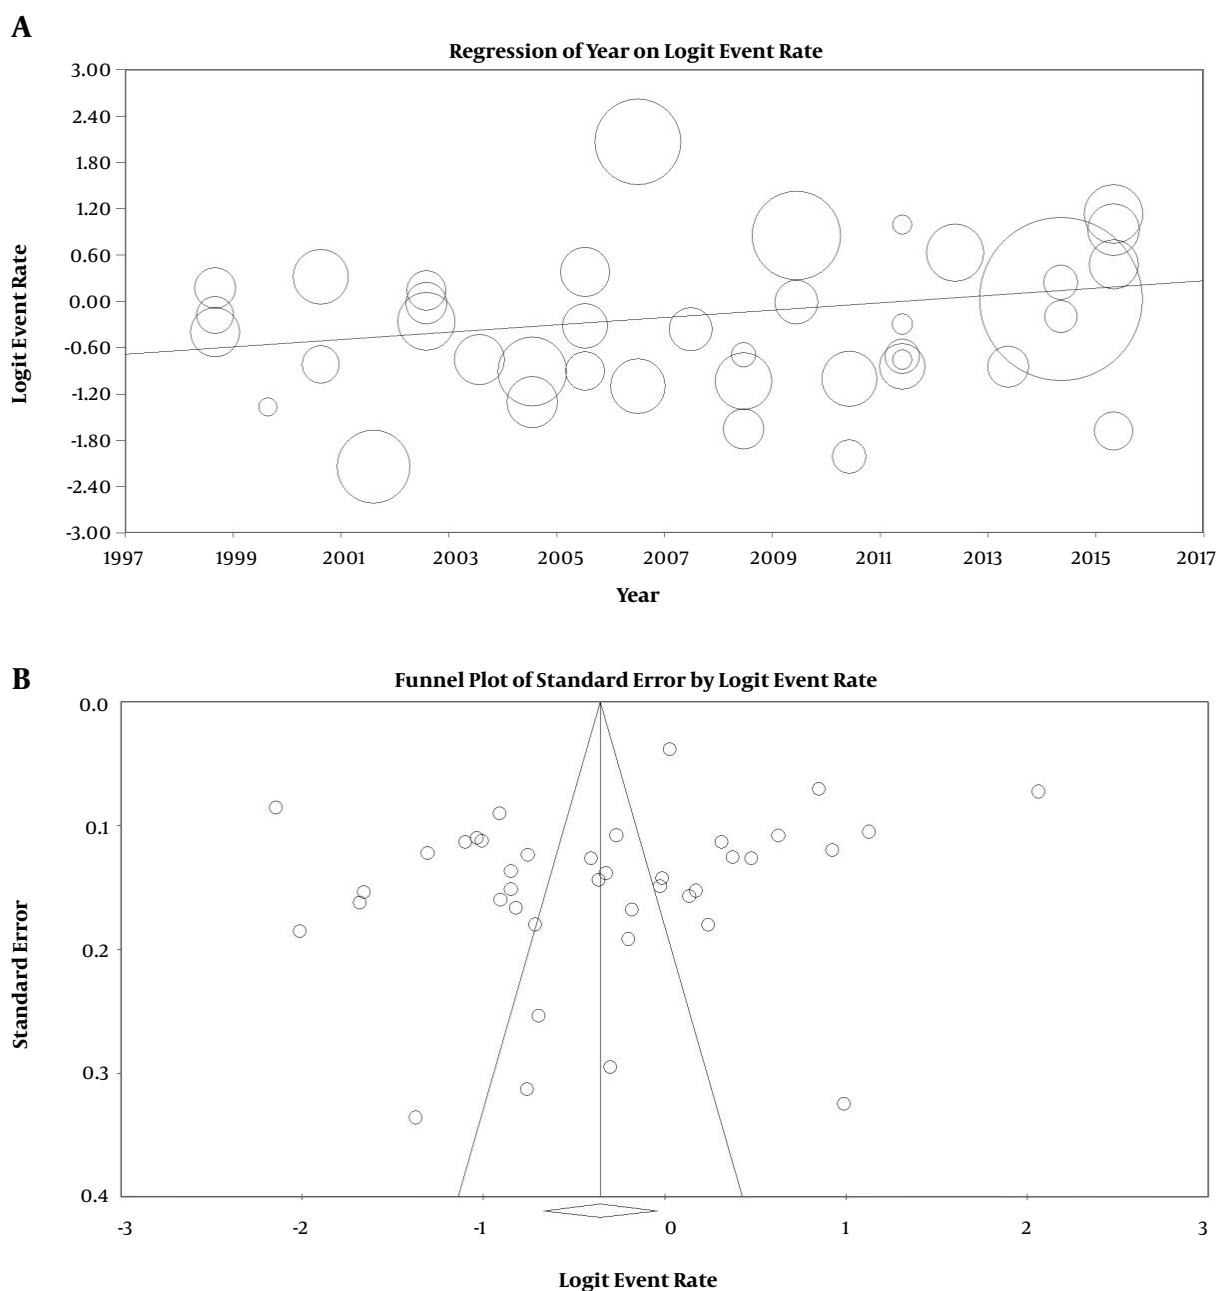 A
Regression of Year on Logit Event Rate
3.00
2.40
1.80
1.20
0.60
0.00
-0.60
-1.20
-1.80
-2.40
-3.00
Logit Event Rate
1997 1999 2001 2003 2005 2007 2009 2011 2013 2015 2017
Year
B
Funnel Plot of Standard Error by Logit Event Rate
0.0
0.1
0.2
0.3
0.4
Standard Error
-3 -2 -1 0 1 2 3
Logit Event Rate